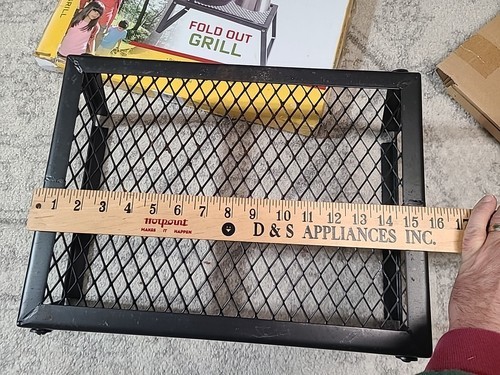 GRILL
FOLD OUT
GRILL
1 2 3 4 5 6 7 8 9 10 11 12 13 14 15 16
Hotpoint
MAKES IT HAPPEN
D & S APPLIANCES INC.